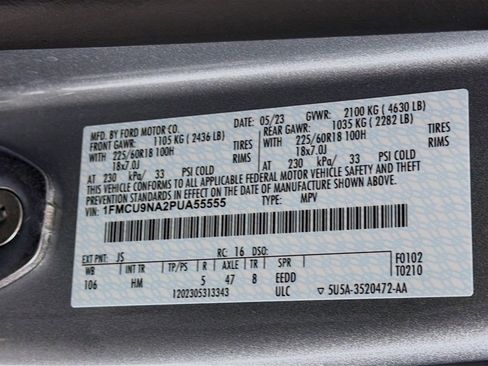 MFD. BY FORD MOTOR CO.
DATE: 05/23 GVWR: 2100 KG (4630 LB)
FRONT GAWR: 1105 KG (2436 LB) REAR GAWR: 1035 KG (2282 LB)
WITH 225/60R18 100H TIRES WITH 225/60R18 100H TIRES
18x7.0J RIMS 18x7.0J RIMS
AT 230 kPa/ 33 PSI COLD AT 230 kPa/ 33 PSI COLD
THIS VEHICLE CONFORMS TO ALL APPLICABLE FEDERAL MOTOR VEHICLE SAFETY AND THEFT
PREVENTION STANDARDS IN EFFECT ON THE DATE OF MANUFACTURE SHOWN ABOVE.
VIN: 1FMCU9NA2PUA55555 TYPE: MPV
EXT PNT: JS RC: 16 DSO: F0102
WB INT TR TP/PS R AXLE TR SPR T0210
106 HM 5 47 8 EEDD
1202305313343 ULC 5U5A-3520472-AA